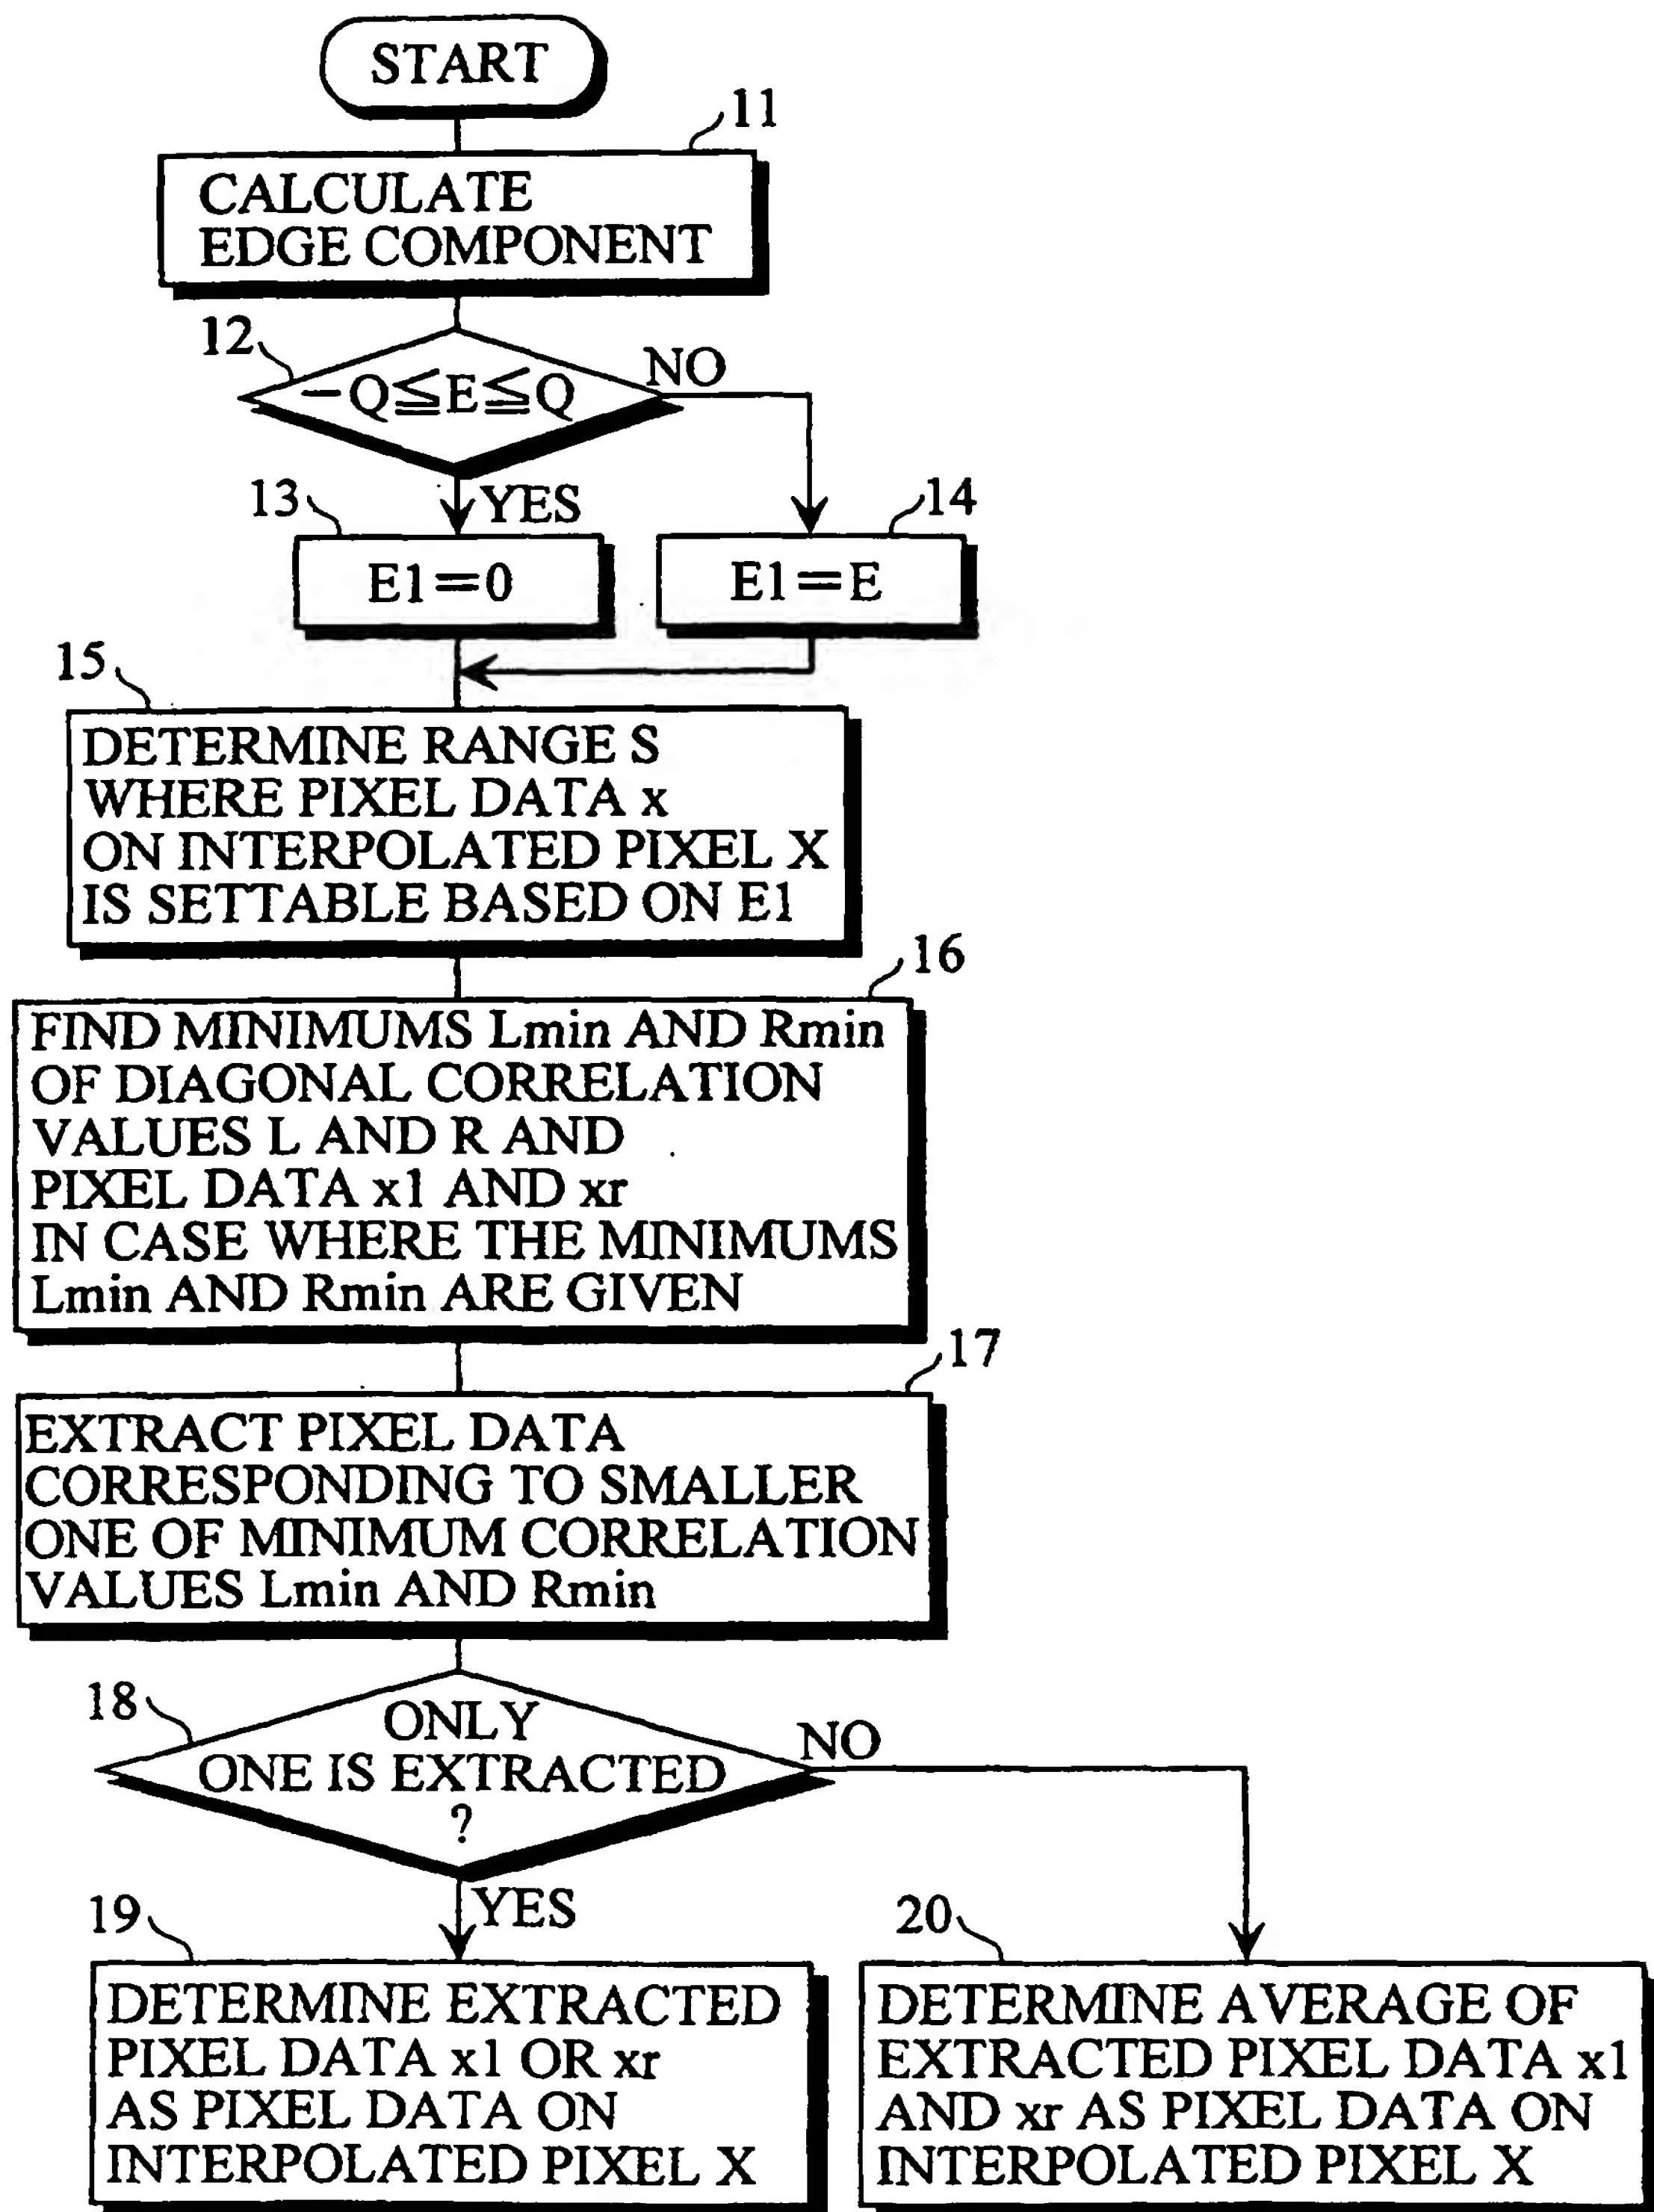 START
11
CALCULATE
EDGE COMPONENT
12
−Q≦E≦Q
NO
YES
13
E1=0
14
E1=E
15
DETERMINE RANGE S
WHERE PIXEL DATA x
ON INTERPOLATED PIXEL X
IS SETTABLE BASED ON E1
16
FIND MINIMUMS Lmin AND Rmin
OF DIAGONAL CORRELATION
VALUES L AND R AND
PIXEL DATA x1 AND xr
IN CASE WHERE THE MINIMUMS
Lmin AND Rmin ARE GIVEN
17
EXTRACT PIXEL DATA
CORRESPONDING TO SMALLER
ONE OF MINIMUM CORRELATION
VALUES Lmin AND Rmin
18
ONLY
ONE IS EXTRACTED
?
NO
YES
19
DETERMINE EXTRACTED
PIXEL DATA x1 OR xr
AS PIXEL DATA ON
INTERPOLATED PIXEL X
20
DETERMINE AVERAGE OF
EXTRACTED PIXEL DATA x1
AND xr AS PIXEL DATA ON
INTERPOLATED PIXEL X